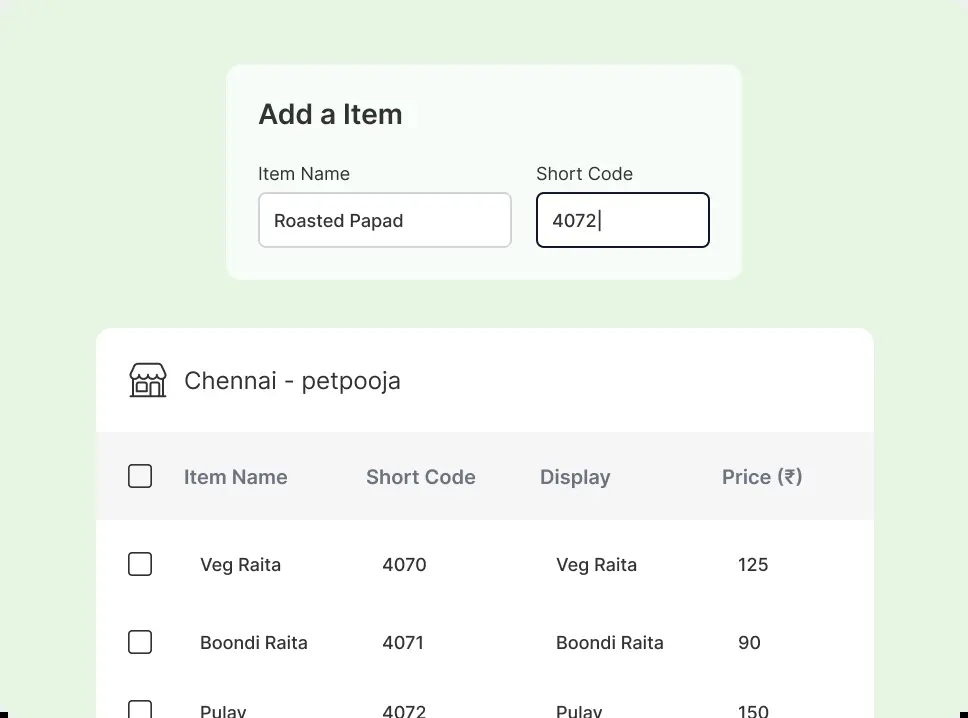 Add a Item
Item Name Short Code
Roasted Papad 4072
Chennai - petpooja
Item Name Short Code Display Price (₹)
Veg Raita 4070 Veg Raita 125
Boondi Raita 4071 Boondi Raita 90
Pulav 4072 Pulav 150